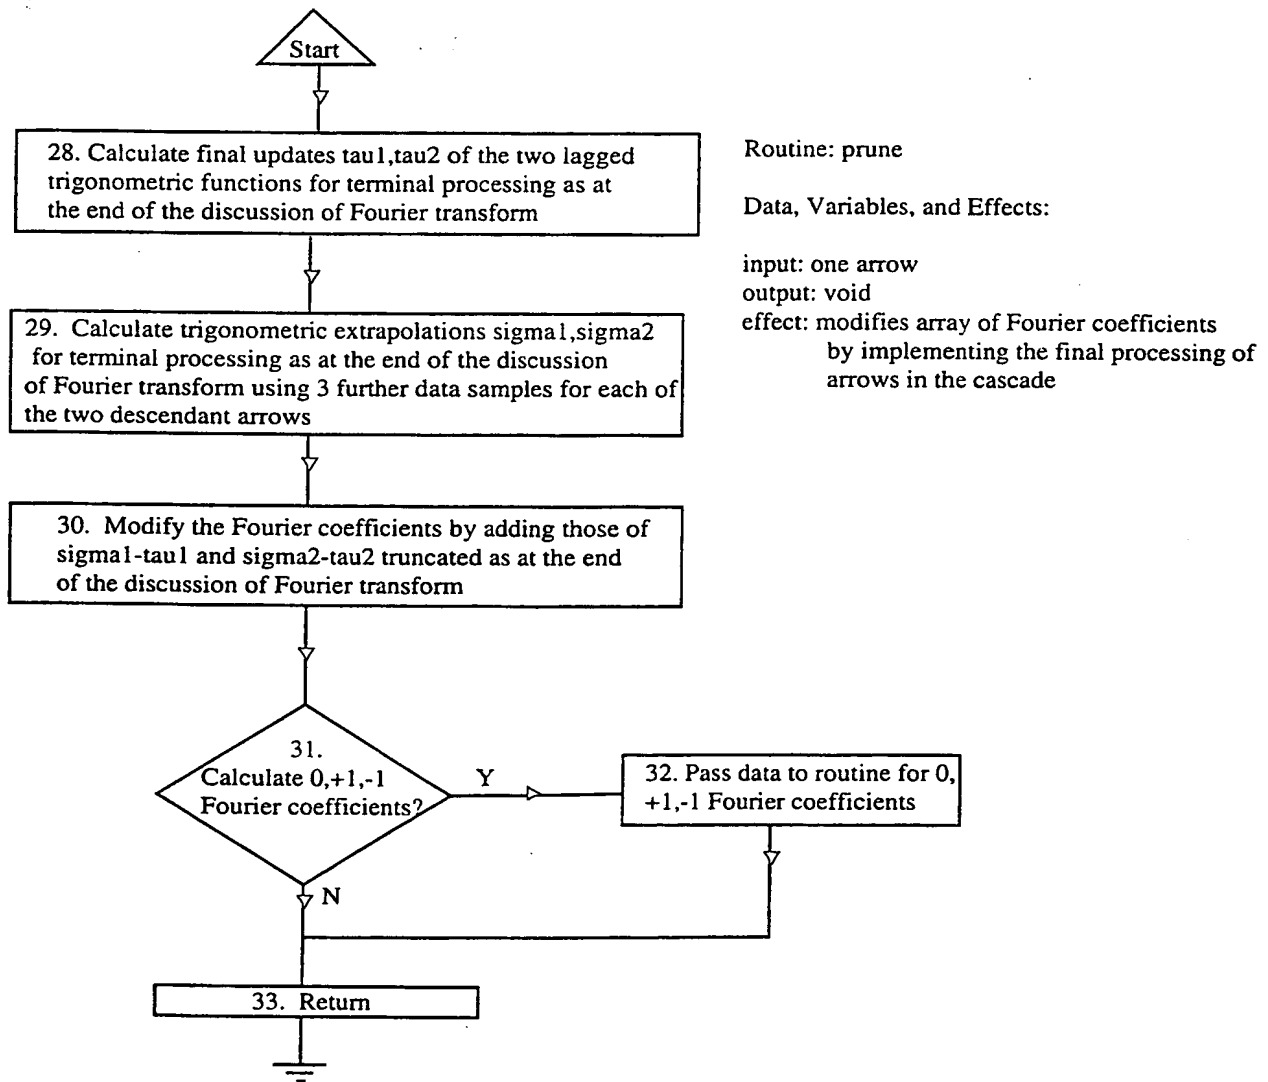 Start
28. Calculate final updates tau1,tau2 of the two lagged
trigonometric functions for terminal processing as at
the end of the discussion of Fourier transform
Routine: prune
Data, Variables, and Effects:
input: one arrow
output: void
effect: modifies array of Fourier coefficients
by implementing the final processing of
arrows in the cascade
29. Calculate trigonometric extrapolations sigma1,sigma2
for terminal processing as at the end of the discussion
of Fourier transform using 3 further data samples for each of
the two descendant arrows
30. Modify the Fourier coefficients by adding those of
sigma1-tau1 and sigma2-tau2 truncated as at the end
of the discussion of Fourier transform
31.
Calculate 0,+1,-1
Fourier coefficients?
Y
32. Pass data to routine for 0,
+1,-1 Fourier coefficients
N
33. Return